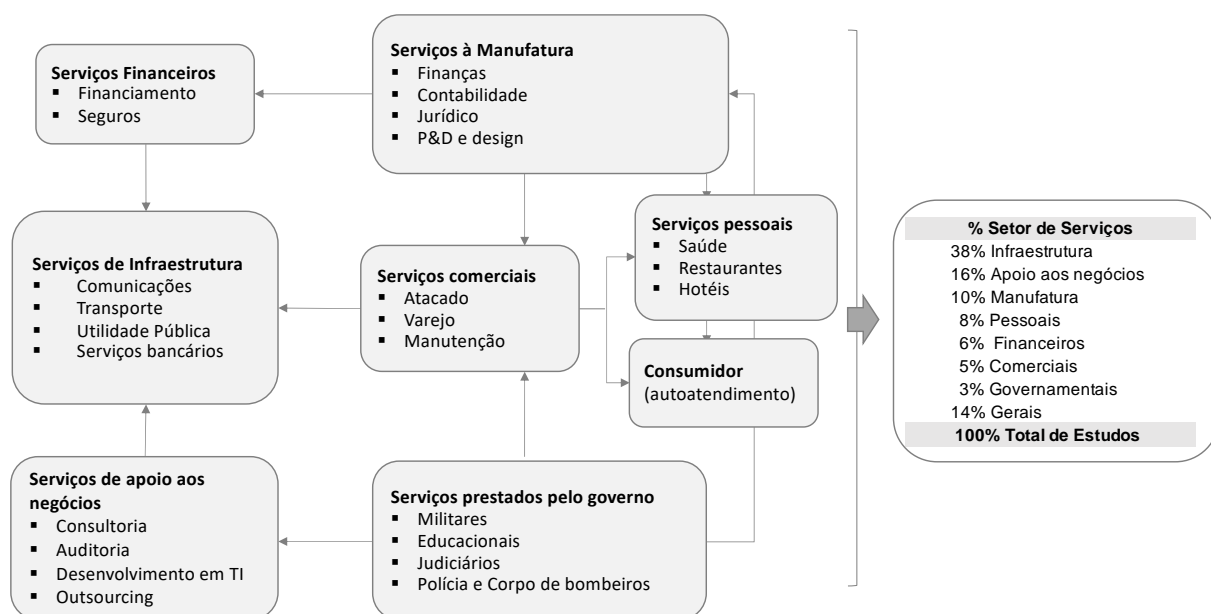 Serviços Financeiros
▪ Financiamento
▪ Seguros
Serviços à Manufatura
▪ Finanças
▪ Contabilidade
▪ Jurídico
▪ P&D e design
Serviços de Infraestrutura
▪ Comunicações
▪ Transporte
▪ Utilidade Pública
▪ Serviços bancários
Serviços comerciais
▪ Atacado
▪ Varejo
▪ Manutenção
Serviços pessoais
▪ Saúde
▪ Restaurantes
▪ Hotéis
Consumidor
(autoatendimento)
Serviços de apoio aos
negócios
▪ Consultoria
▪ Auditoria
▪ Desenvolvimento em TI
▪ Outsourcing
Serviços prestados pelo governo
▪ Militares
▪ Educacionais
▪ Judiciários
▪ Polícia e Corpo de bombeiros
% Setor de Serviços
38% Infraestrutura
16% Apoio aos negócios
10% Manufatura
8% Pessoais
6% Financeiros
5% Comerciais
3% Governamentais
14% Gerais
100% Total de Estudos